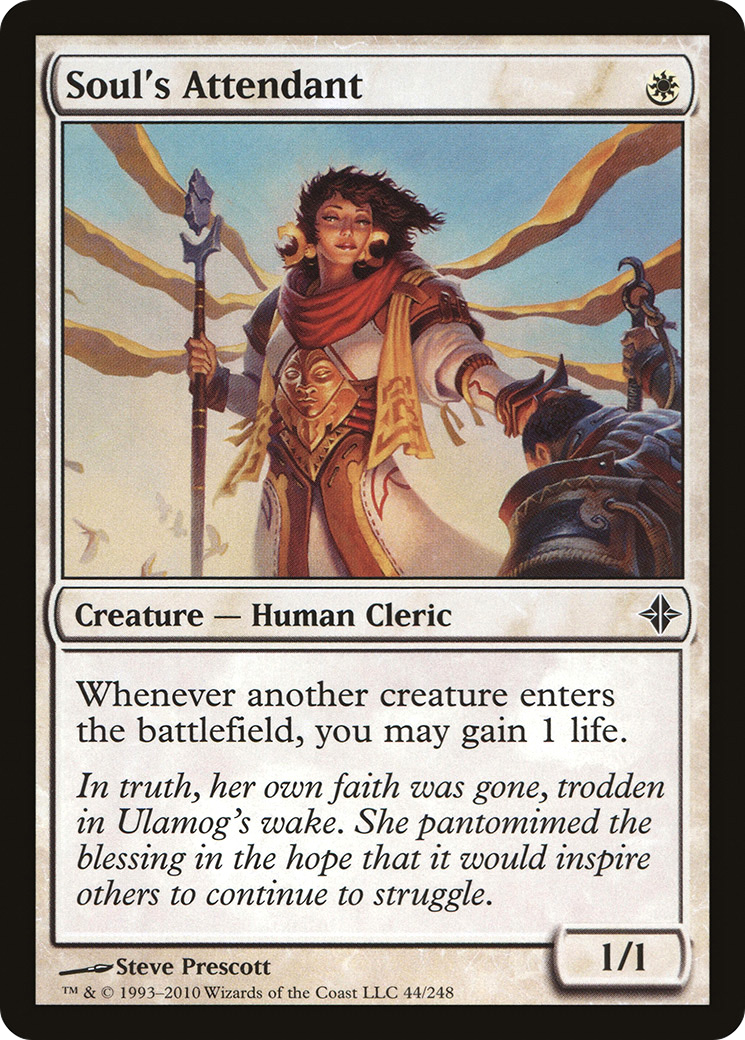 Soul's Attendant
Creature — Human Cleric
Whenever another creature enters
the battlefield, you may gain 1 life.
In truth, her own faith was gone, trodden
in Ulamog's wake. She pantomimed the
blessing in the hope that it would inspire
others to continue to struggle.
1/1
Steve Prescott
™ & © 1993–2010 Wizards of the Coast LLC 44/248